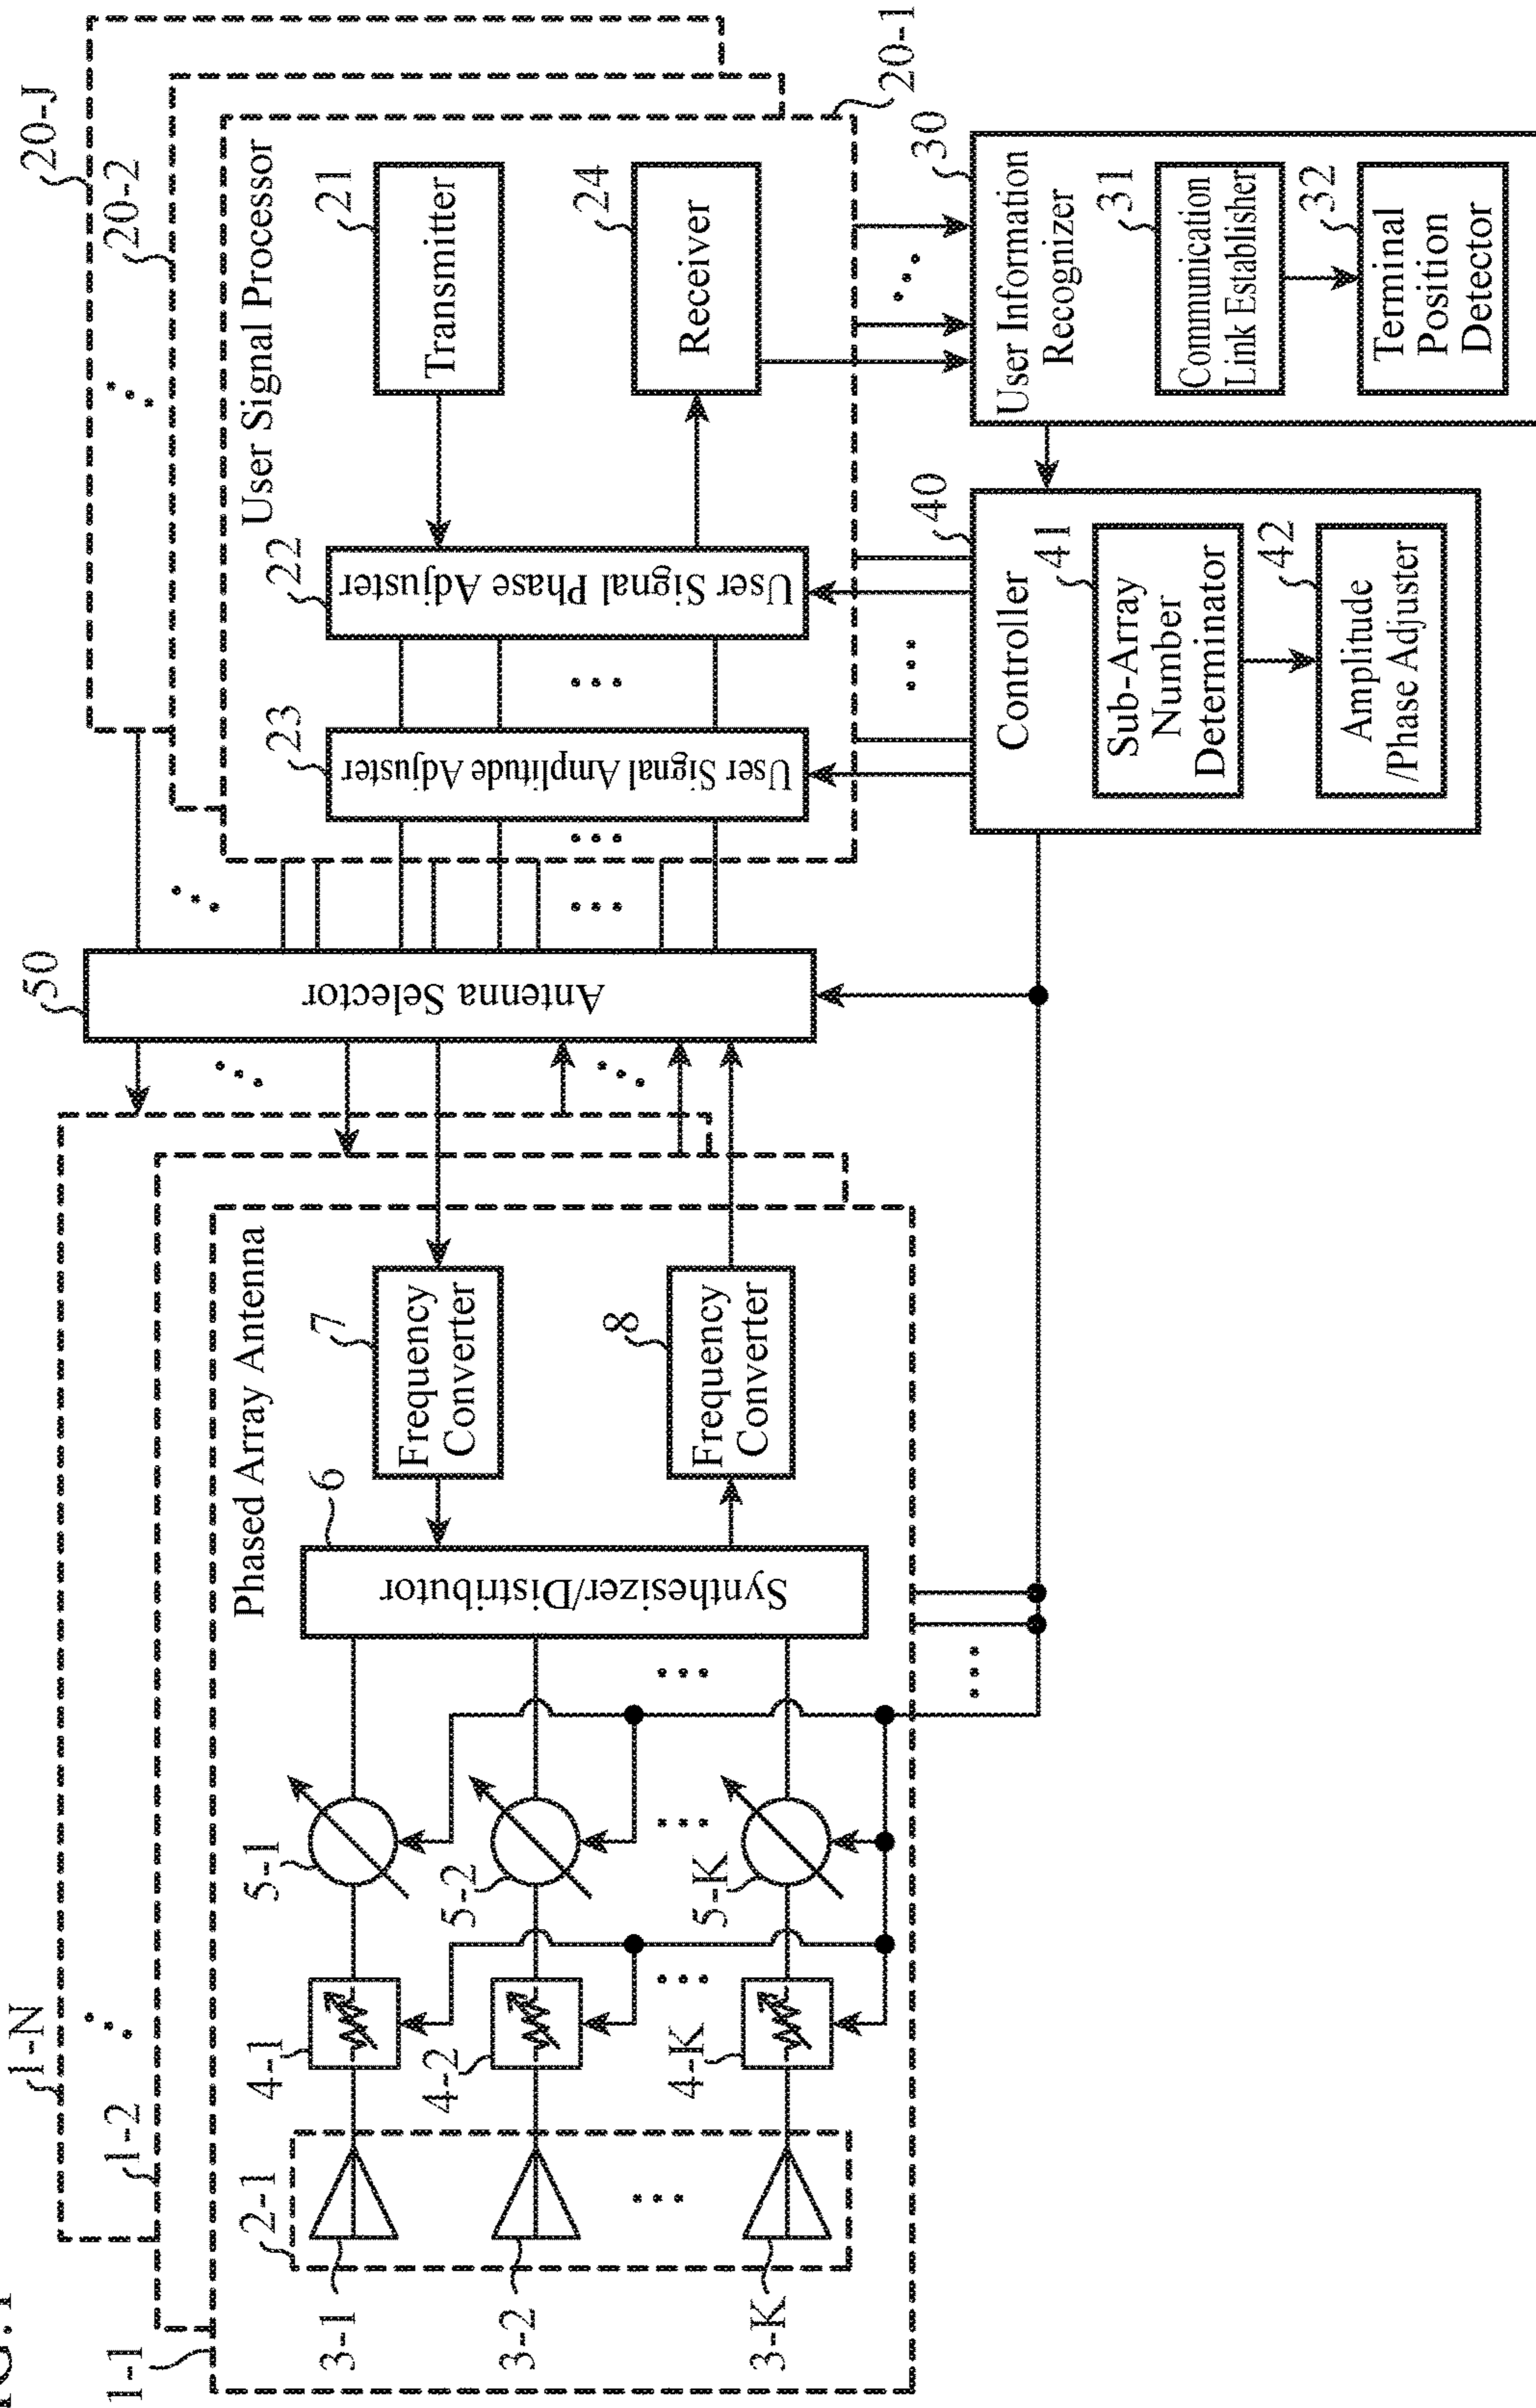 1-N
1-2
1-1
Phased Array Antenna
2-1
3-1
3-2
3-K
4-1
4-2
4-K
5-1
5-2
5-K
Synthesizer/Distributor
6
7
Frequency
Converter
8
Frequency
Converter
50
Antenna Selector
20-J
20-2
20-1
User Signal Processor
23
User Signal Amplitude Adjuster
22
User Signal Phase Adjuster
21
Transmitter
24
Receiver
40
Controller
41
Sub-Array
Number
Determinator
42
Amplitude
/Phase Adjuster
30
User Information
Recognizer
31
Communication
Link Establisher
32
Terminal
Position
Detector